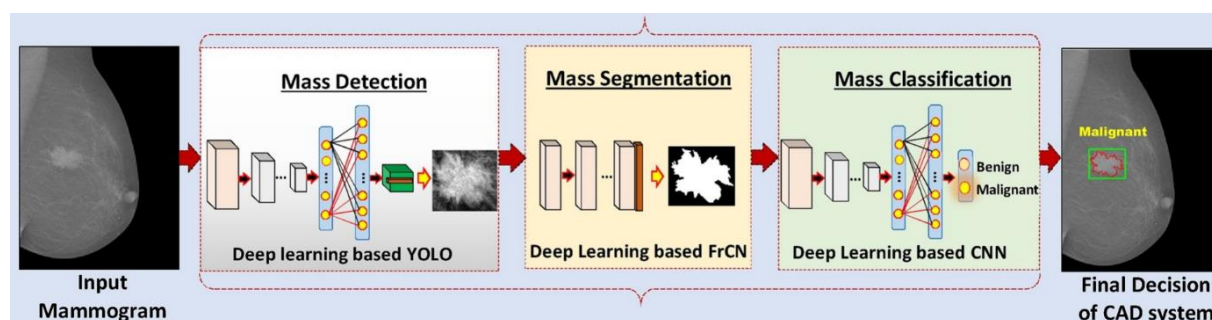 Input
Mammogram
Mass Detection
Deep learning based YOLO
Mass Segmentation
Deep Learning based FrCN
Mass Classification
Benign
Malignant
Deep Learning based CNN
Malignant
Final Decision
of CAD system